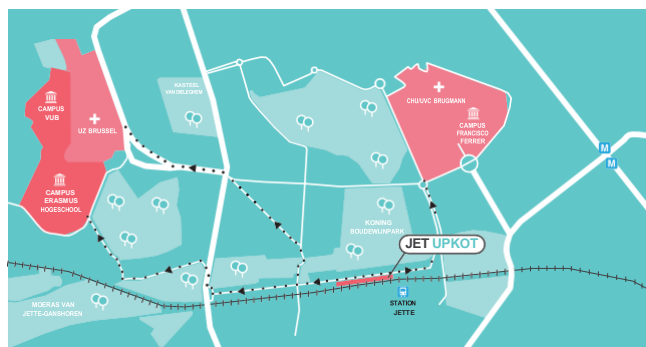 KASTEEL
VAN DIELEGHEM
CAMPUS
VUB
UZ BRUSSEL
CHU/UVC BRUGMANN
CAMPUS
FRANCISCO
FERRER
M
M
CAMPUS
ERASMUS
HOGESCHOOL
KONING
BOUDEWIJNPARK
JET UPKOT
MOERAS VAN
JETTE-GANSHOREN
STATION
JETTE